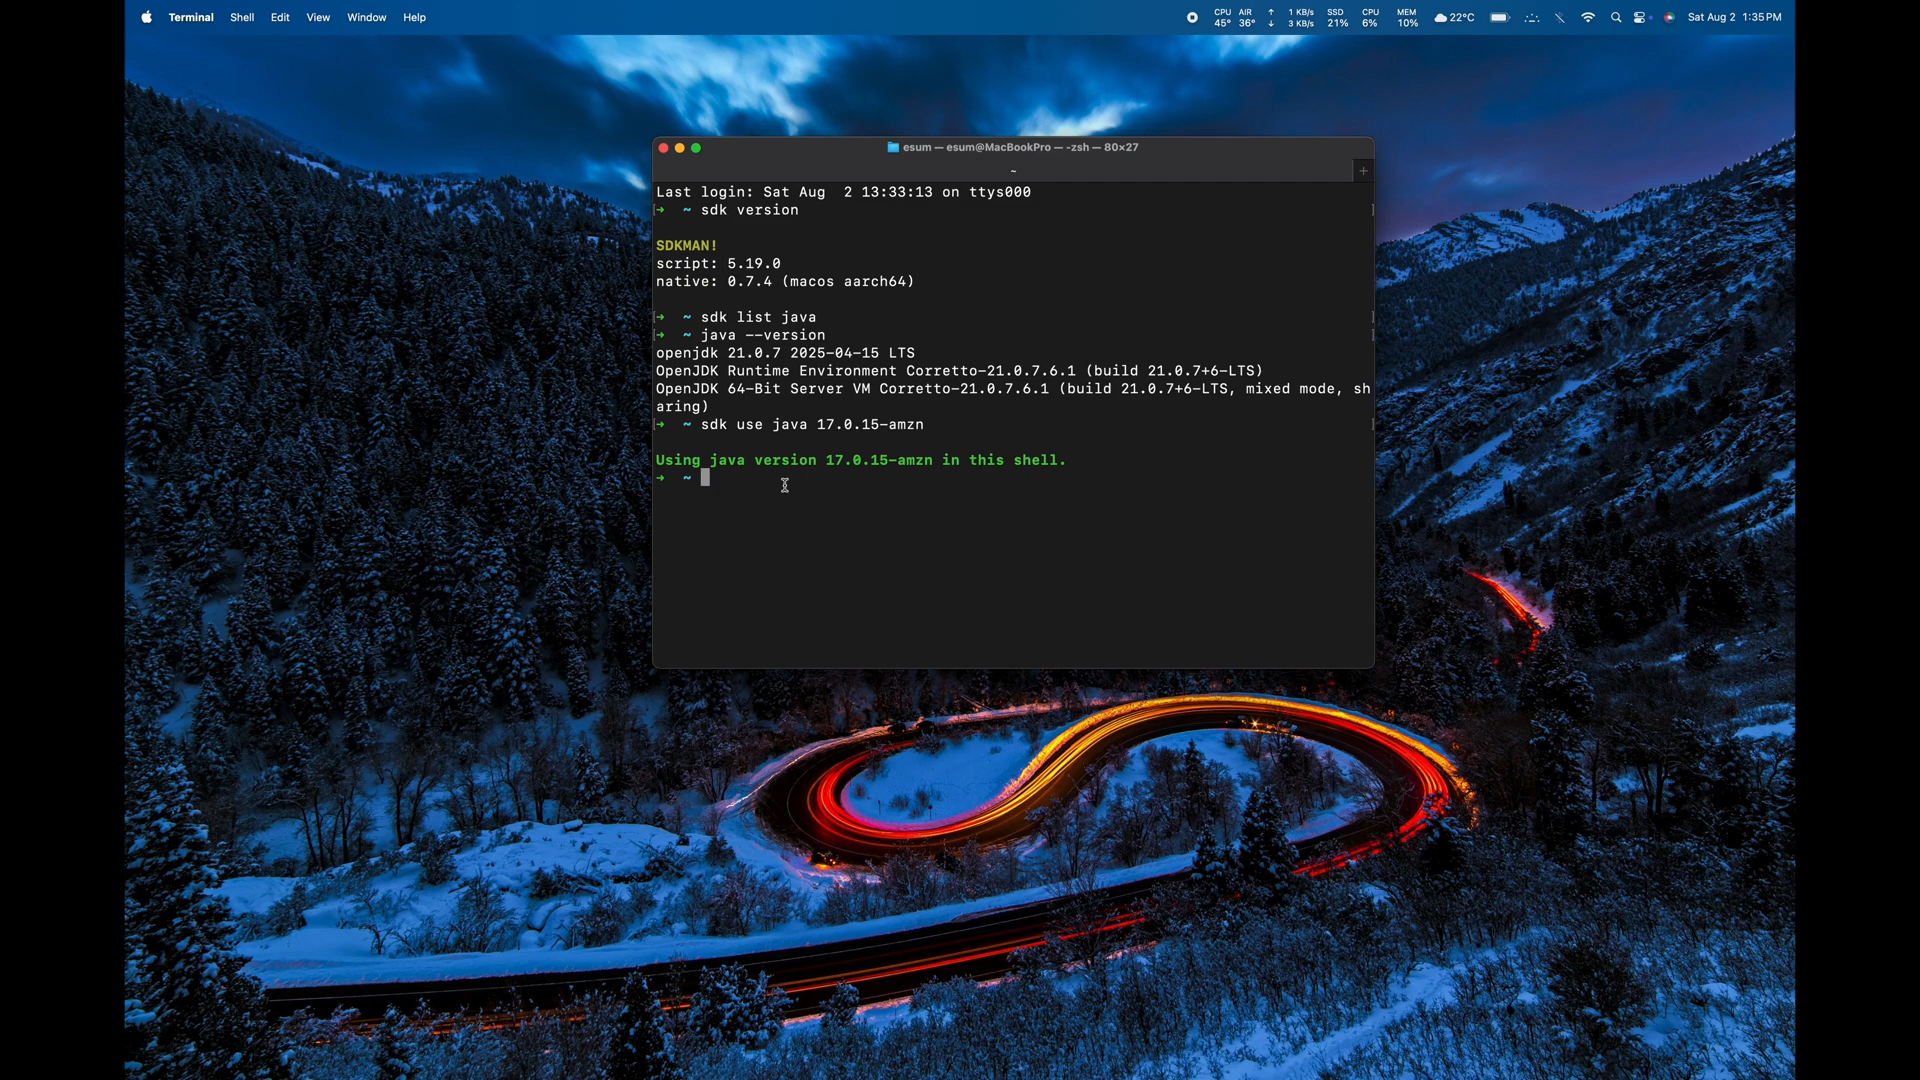 Terminal Shell Edit View Window Help
CPU 45° AIR 36° ↑ 1 KB/s ↓ 3 KB/s SSD 21% CPU 6% MEM 10% 22°C Sat Aug 2 1:35 PM
esum — esum@MacBookPro — -zsh — 80×27
~
Last login: Sat Aug  2 13:33:13 on ttys000
➜  ~ sdk version
SDKMAN!
script: 5.19.0
native: 0.7.4 (macos aarch64)
➜  ~ sdk list java
➜  ~ java --version
openjdk 21.0.7 2025-04-15 LTS
OpenJDK Runtime Environment Corretto-21.0.7.6.1 (build 21.0.7+6-LTS)
OpenJDK 64-Bit Server VM Corretto-21.0.7.6.1 (build 21.0.7+6-LTS, mixed mode, sh
aring)
➜  ~ sdk use java 17.0.15-amzn
Using java version 17.0.15-amzn in this shell.
➜  ~